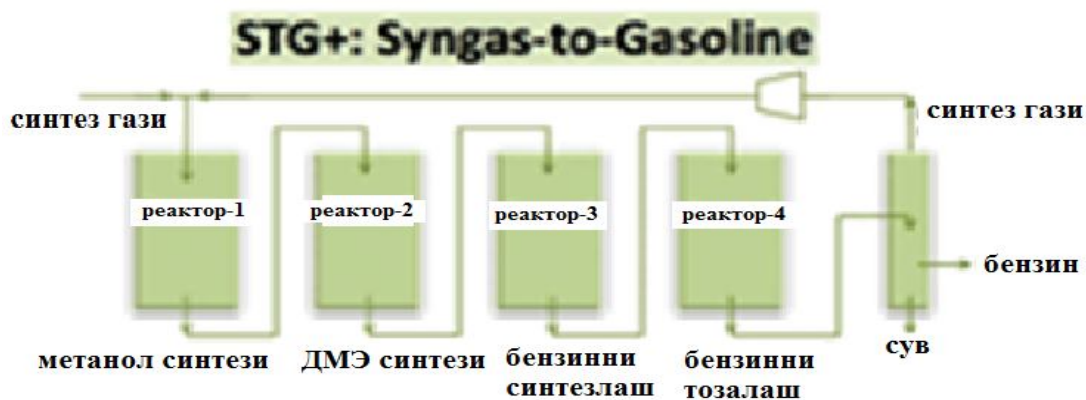 STG+: Syngas-to-Gasoline
синтез гази
синтез гази
реактор-1
реактор-2
реактор-3
реактор-4
бензин
метанол синтези
ДМЭ синтези
бензинни
синтезлаш
бензинни
тозалаш
сув